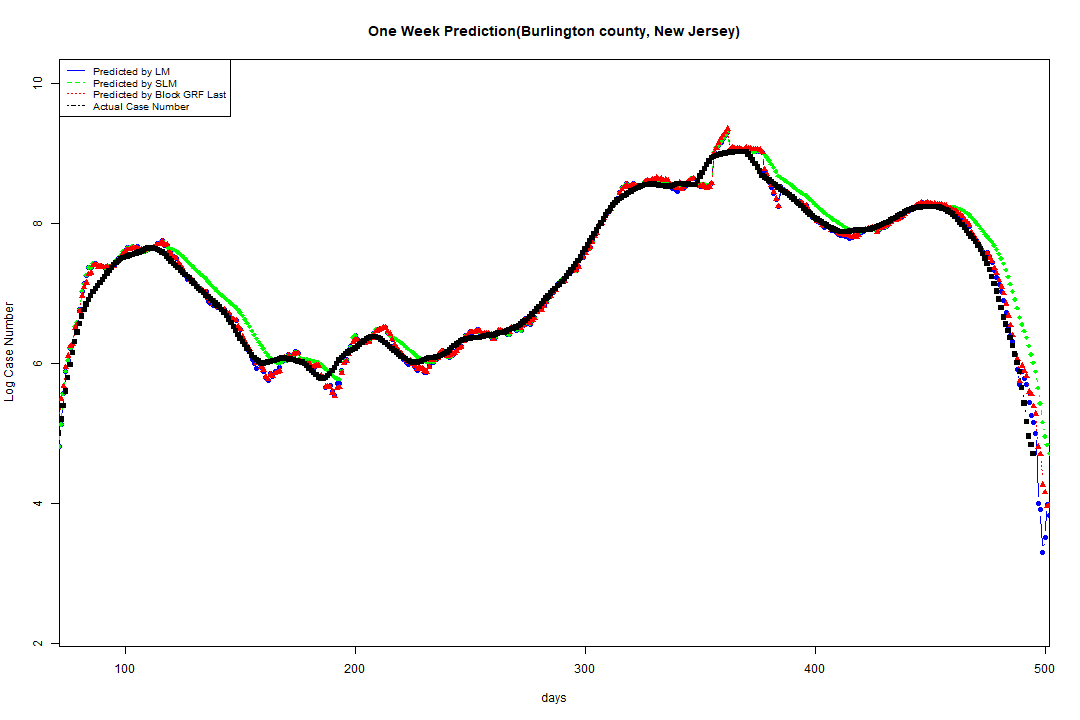 One Week Prediction(Burlington county, New Jersey)
Predicted by LM
Predicted by SLM
Predicted by Block GRF Last
Actual Case Number
10
8
6
4
2
Log Case Number
100 200 300 400 500
days